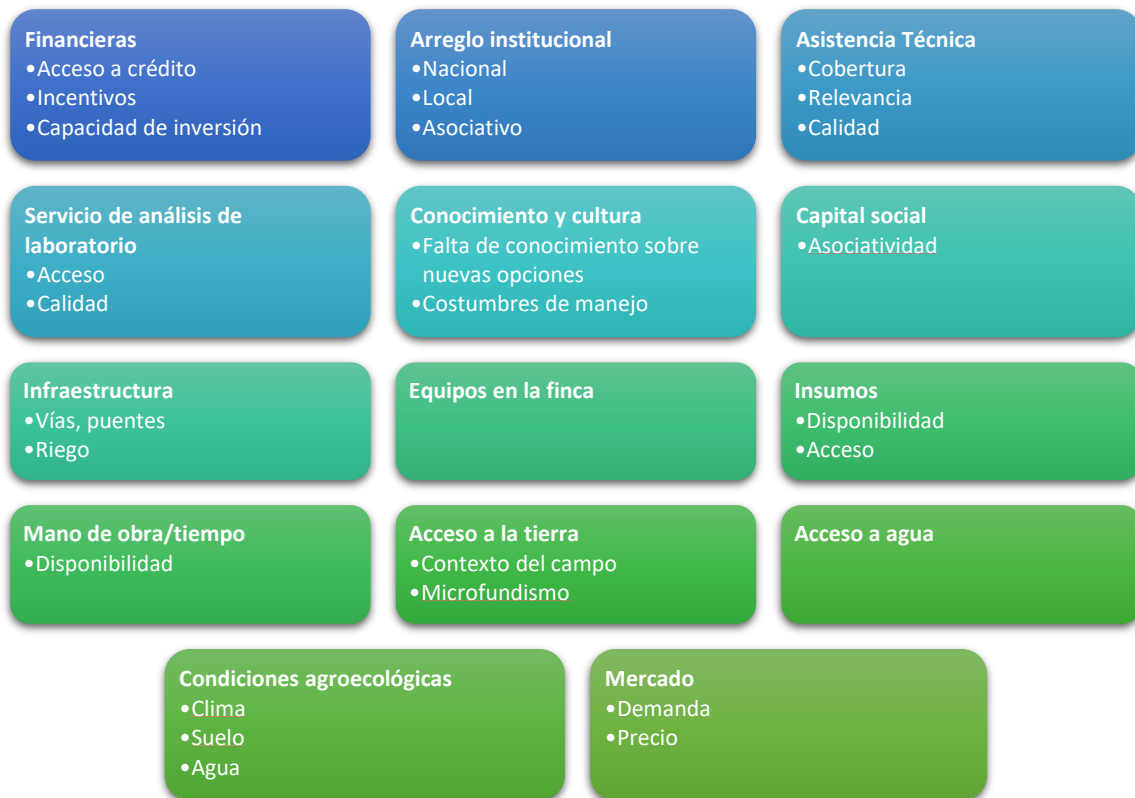 Financieras
•Acceso a crédito
•Incentivos
•Capacidad de inversión
Arreglo institucional
•Nacional
•Local
•Asociativo
Asistencia Técnica
•Cobertura
•Relevancia
•Calidad
Servicio de análisis de
laboratorio
•Acceso
•Calidad
Conocimiento y cultura
•Falta de conocimiento sobre
nuevas opciones
•Costumbres de manejo
Capital social
•Asociatividad
Infraestructura
•Vías, puentes
•Riego
Equipos en la finca
Insumos
•Disponibilidad
•Acceso
Mano de obra/tiempo
•Disponibilidad
Acceso a la tierra
•Contexto del campo
•Microfundismo
Acceso a agua
Condiciones agroecológicas
•Clima
•Suelo
•Agua
Mercado
•Demanda
•Precio